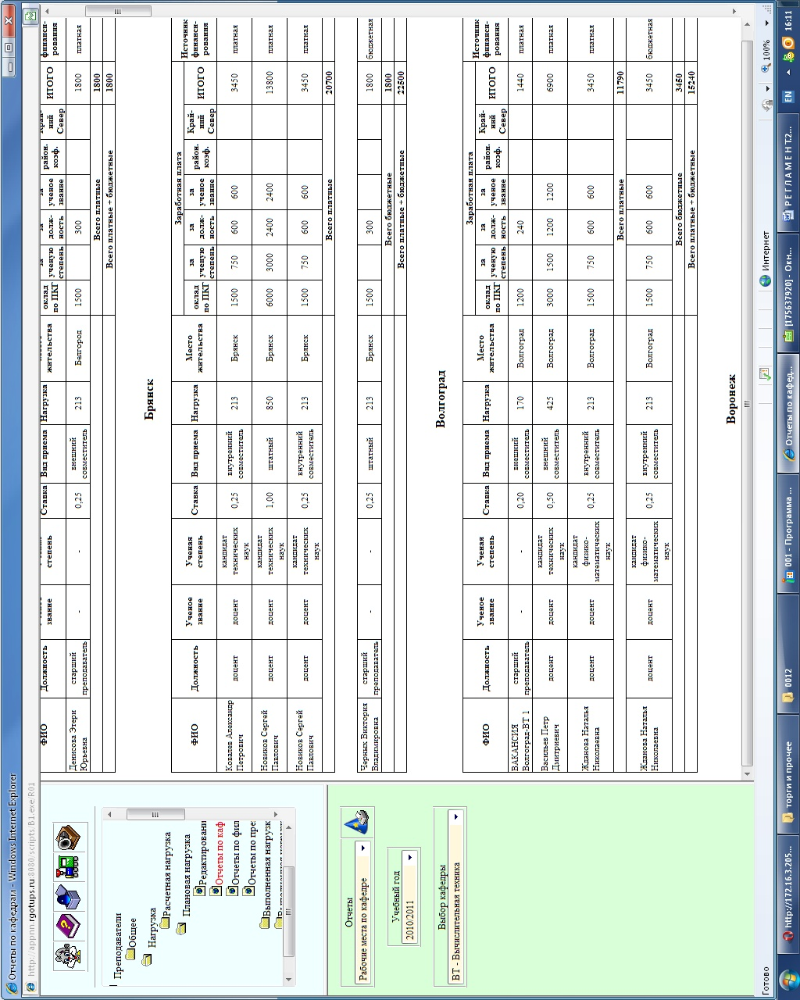 Отчеты по кафедрам - Windows Internet Explorer
http://appnn.rgotups.ru:8080/scripts:B1.exe:R01
Преподаватели
Общее
Нагрузка
Расчетная нагрузка
Плановая нагрузка
Редактировани
Отчеты по каф
Отчеты по фил
Отчеты по пре
Выполненная нагрузк
Отчеты
Рабочие места по кафедре
Учебный год
2010/2011
Выбор кафедры
ВТ - Вычислительная техника
ФИО Должность звание степень Ставка Вид приема Нагрузка жительства оклад по ПКГ за ученую степень за долж-ность за ученое звание район. коэф. Край-ний Север ИТОГО финанси-рования
Денисова Этери Юрьевна старший преподаватель - - 0,25 внешний совместитель 213 Белгород 1500 300 1800 платная
Всего платные 1800
Всего платные + бюджетные 1800
Брянск
ФИО Должность Ученое звание Ученая степень Ставка Вид приема Нагрузка Место жительства Заработная плата Источник финанси-рования
оклад по ПКГ за ученую степень за долж-ность за ученое звание район. коэф. Край-ний Север ИТОГО
Ковалев Александр Петрович доцент доцент кандидат технических наук 0,25 внутренний совместитель 213 Брянск 1500 750 600 600 3450 платная
Новиков Сергей Павлович доцент доцент кандидат технических наук 1,00 штатный 850 Брянск 6000 3000 2400 2400 13800 платная
Новиков Сергей Павлович доцент доцент кандидат технических наук 0,25 внутренний совместитель 213 Брянск 1500 750 600 600 3450 платная
Всего платные 20700
Черных Виктория Владимировна старший преподаватель - - 0,25 штатный 213 Брянск 1500 300 1800 бюджетная
Всего бюджетные 1800
Всего платные + бюджетные 22500
Волгоград
ФИО Должность Ученое звание Ученая степень Ставка Вид приема Нагрузка Место жительства Заработная плата Источник финанси-рования
оклад по ПКГ за ученую степень за долж-ность за ученое звание район. коэф. Край-ний Север ИТОГО
ВАКАНСИЯ Волгоград-ВТ 1 старший преподаватель - - 0,20 внешний совместитель 170 Волгоград 1200 240 1440 платная
Васильев Петр Дмитриевич доцент доцент кандидат технических наук 0,50 внешний совместитель 425 Волгоград 3000 1500 1200 1200 6900 платная
Жданова Наталья Николаевна доцент доцент кандидат физико-математических наук 0,25 внутренний совместитель 213 Волгоград 1500 750 600 600 3450 платная
Всего платные 11790
Жданова Наталья Николаевна доцент доцент кандидат физико-математических наук 0,25 внутренний совместитель 213 Волгоград 1500 750 600 600 3450 бюджетная
Всего бюджетные 3450
Всего платные + бюджетные 15240
Воронеж
Готово Интернет 100%
http://172.16.3.205... торги и прочее 0012 001 - Программа ... Отчеты по кафед... [175637920] - Окн... Р Е Г Л А М Е Н Т.2... EN 16:11